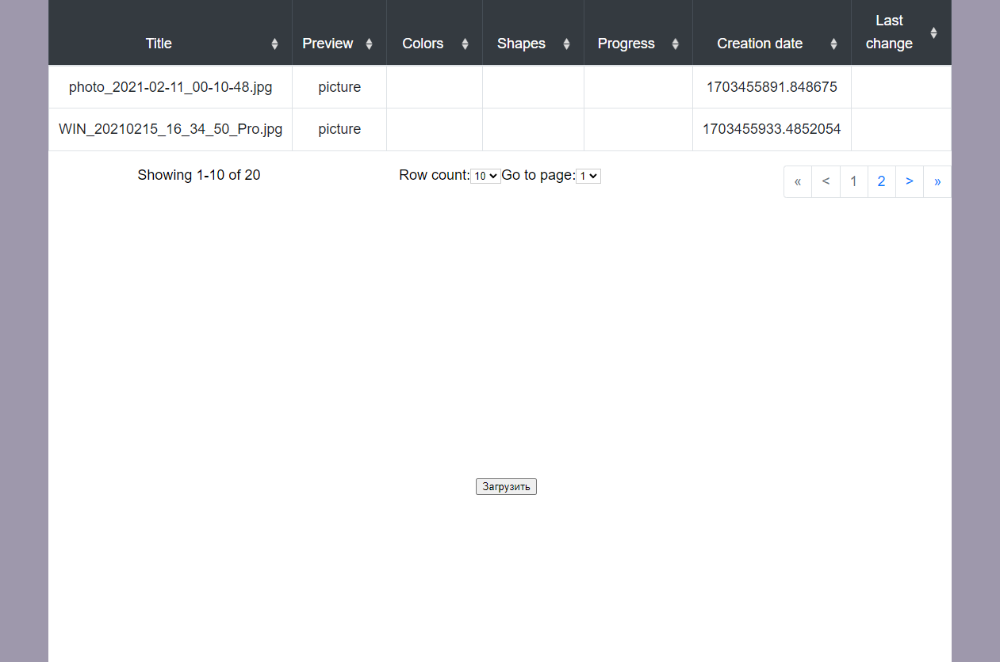 Title Preview Colors Shapes Progress Creation date Last change
photo_2021-02-11_00-10-48.jpg picture 1703455891.848675
WIN_20210215_16_34_50_Pro.jpg picture 1703455933.4852054
Showing 1-10 of 20 Row count: 10 Go to page: 1 « < 1 2 > »
Загрузить